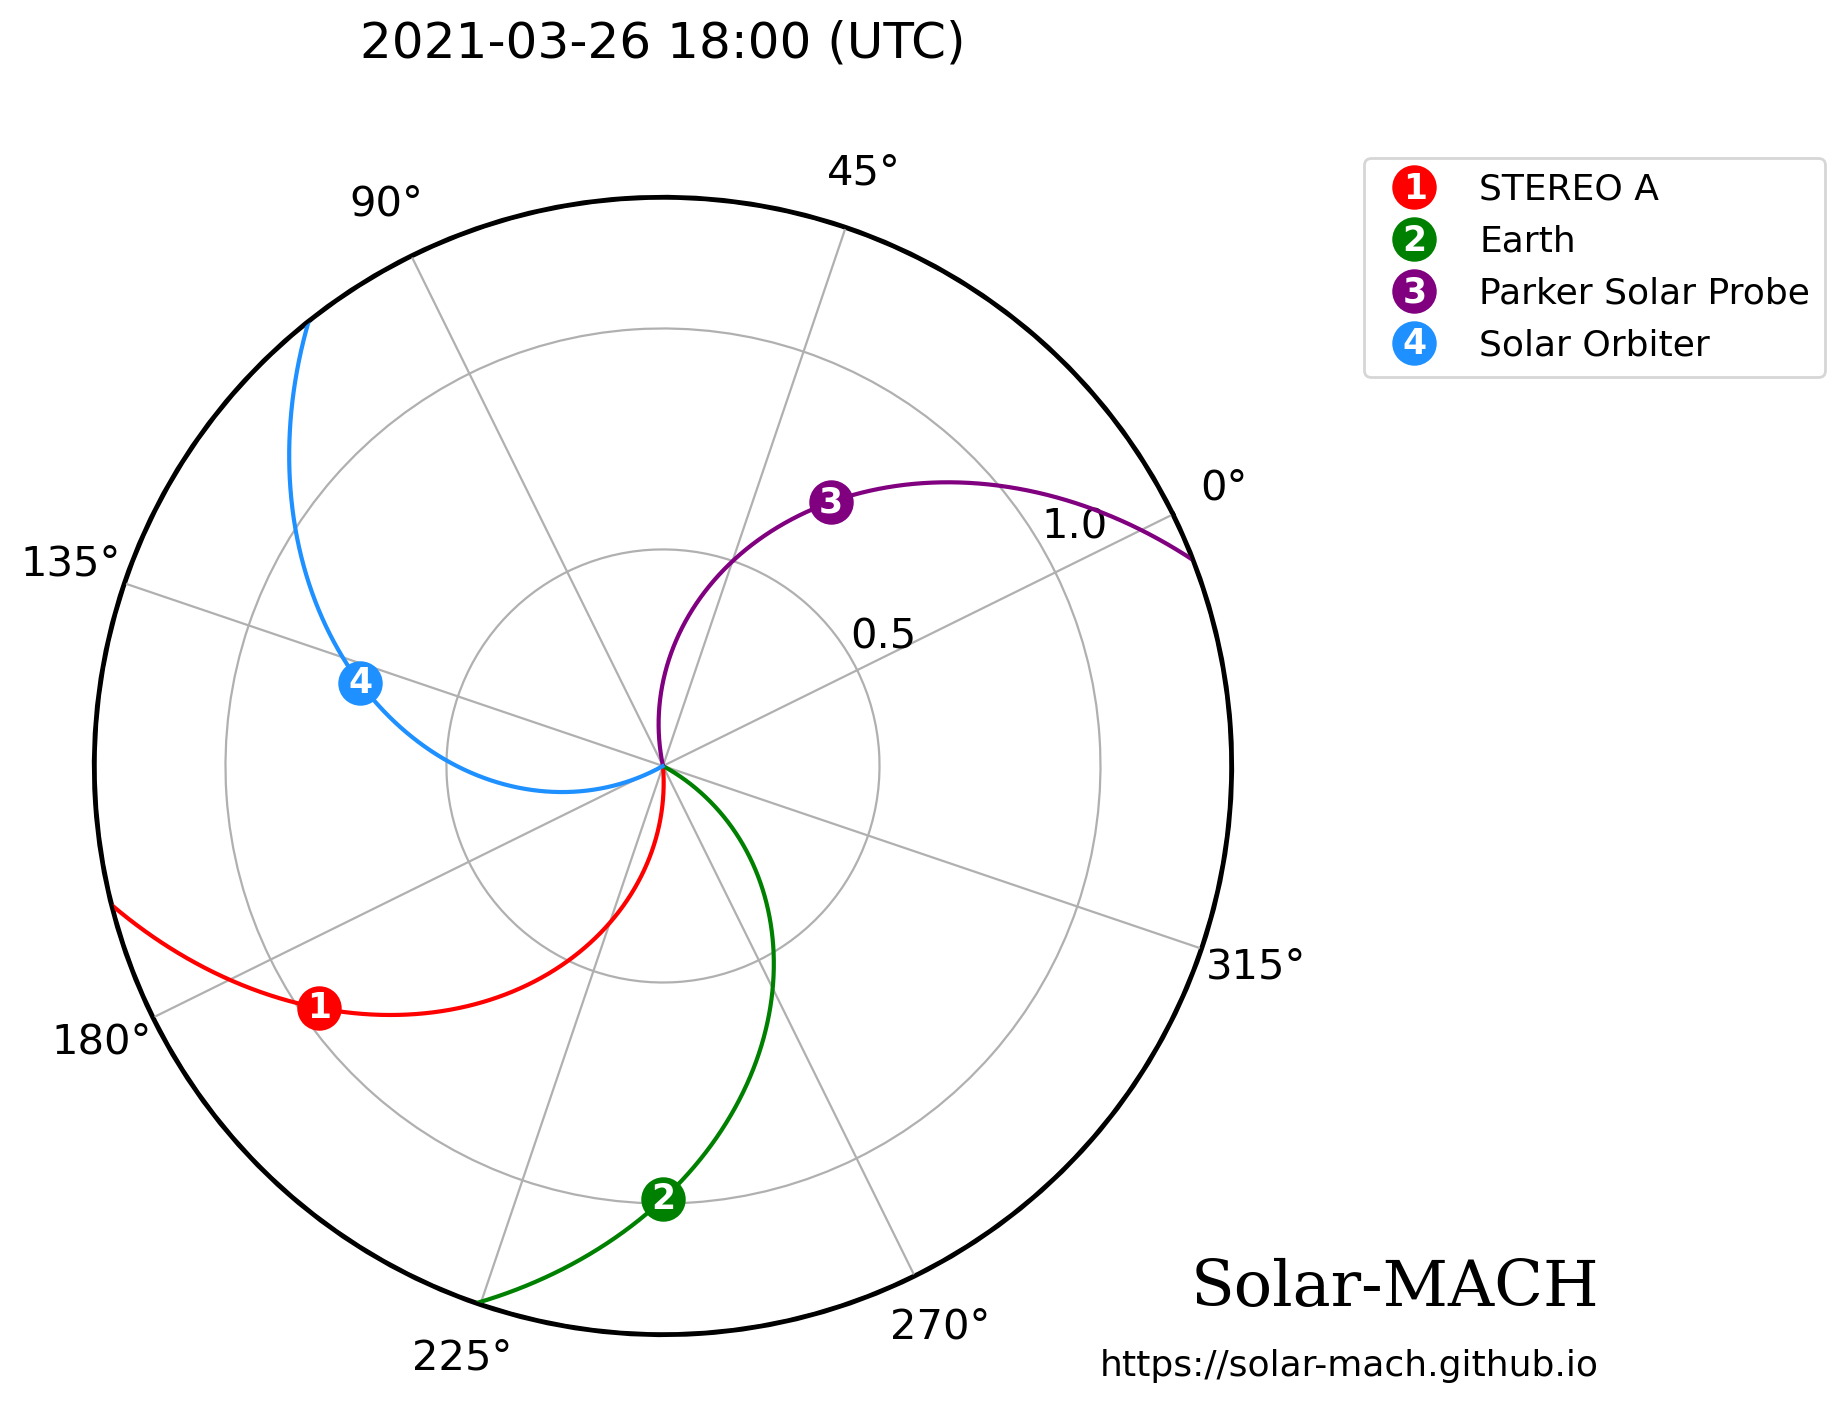 2021-03-26 18:00 (UTC)
45°
90°
1 STEREO A
2 Earth
3 Parker Solar Probe
4 Solar Orbiter
0°
3
1.0
135°
0.5
4
315°
1
180°
2
Solar-MACH
270°
225°
https://solar-mach.github.io